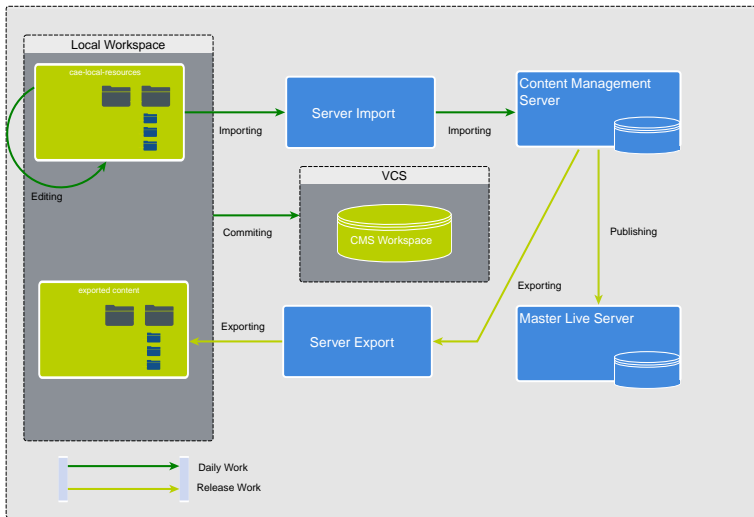 Local Workspace
cae-local-resources
Editing
Importing
Server Import
Importing
Content Management
Server
VCS
CMS Workspace
Commiting
Publishing
exported content
Exporting
Server Export
Exporting
Master Live Server
Daily Work
Release Work